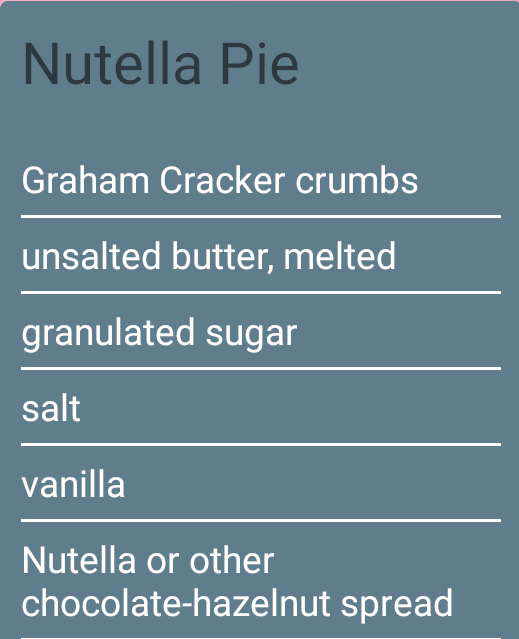 Nutella Pie
Graham Cracker crumbs
unsalted butter, melted
granulated sugar
salt
vanilla
Nutella or other
chocolate-hazelnut spread